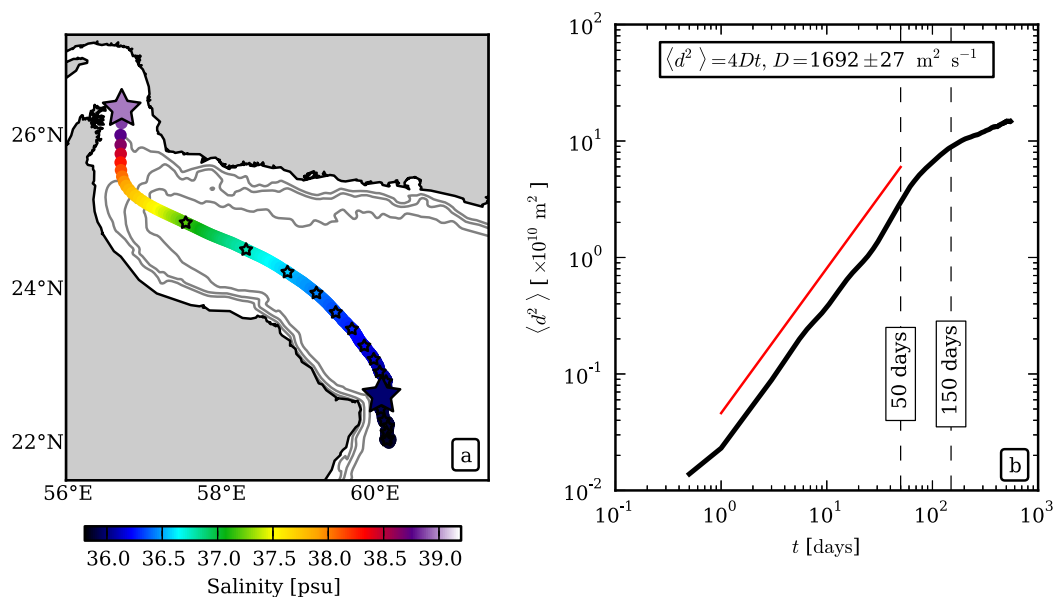 26°N
24°N
22°N
56°E 58°E 60°E
a
36.0 36.5 37.0 37.5 38.0 38.5 39.0
Salinity [psu]
⟨d² ⟩ [ ×10¹⁰ m² ]
10²
10¹
10⁰
10⁻¹
10⁻²
⟨d² ⟩ =4Dt, D=1692 ±27 m² s⁻¹
50 days
150 days
b
10⁻¹ 10⁰ 10¹ 10² 10³
t [days]